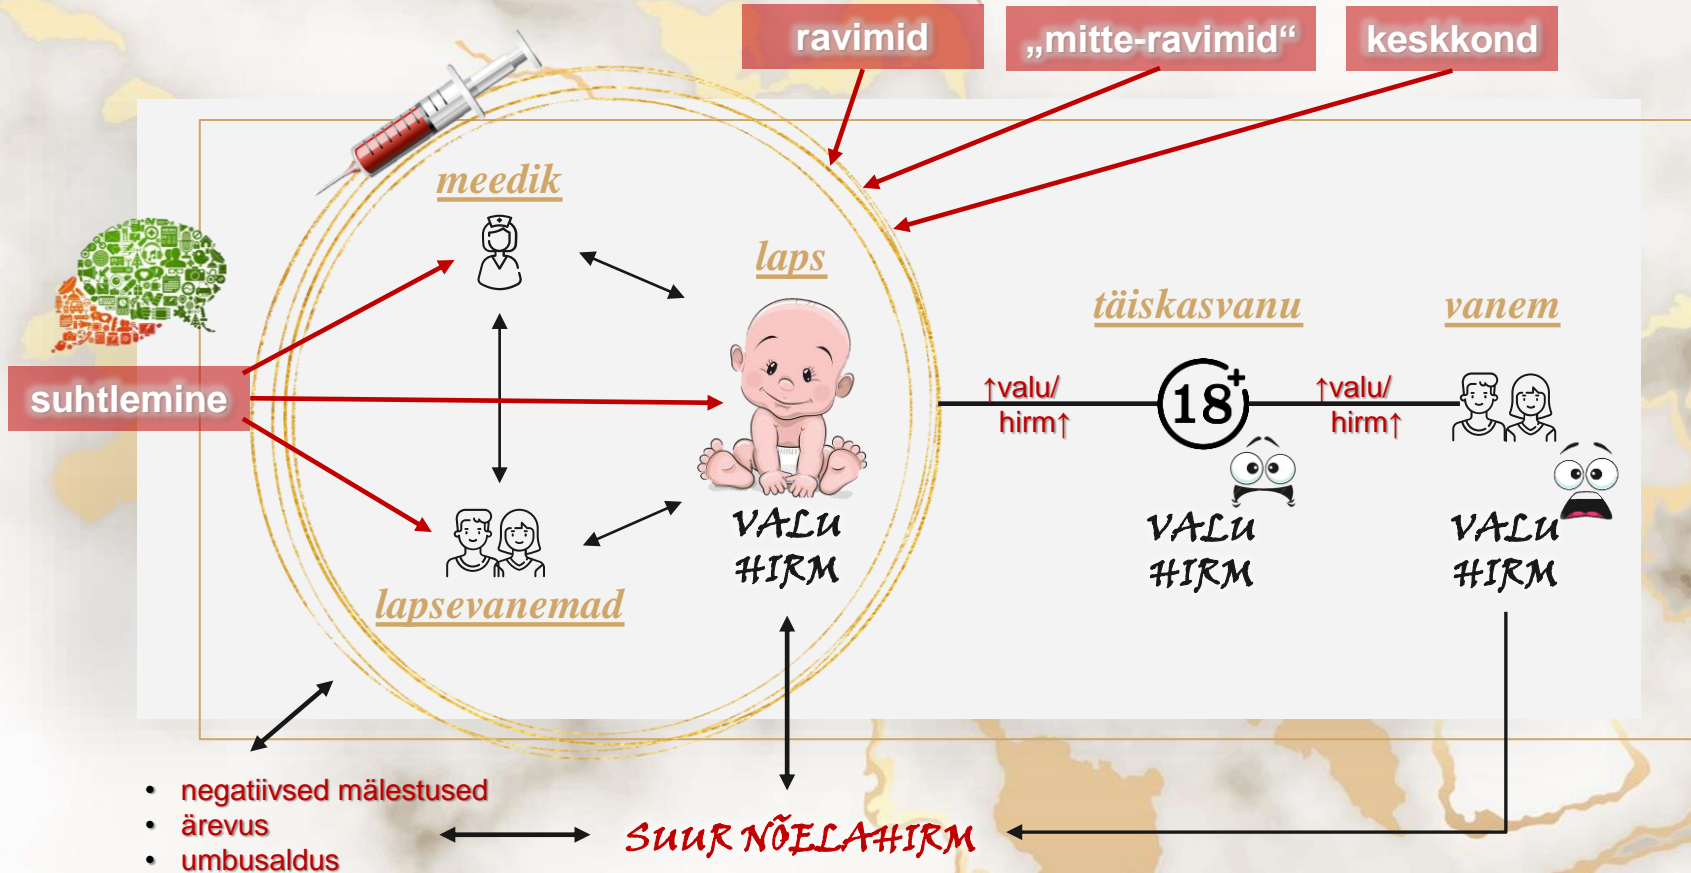 ravimid
„mitte-ravimid“
keskkond
meedik
laps
täiskasvanu
vanem
suhtlemine
↑valu/
hirm↑
18+
↑valu/
hirm↑
VALU
HIRM
VALU
HIRM
VALU
HIRM
lapsevanemad
• negatiivsed mälestused
• ärevus
• umbusaldus
SUUR NÕELAHIRM